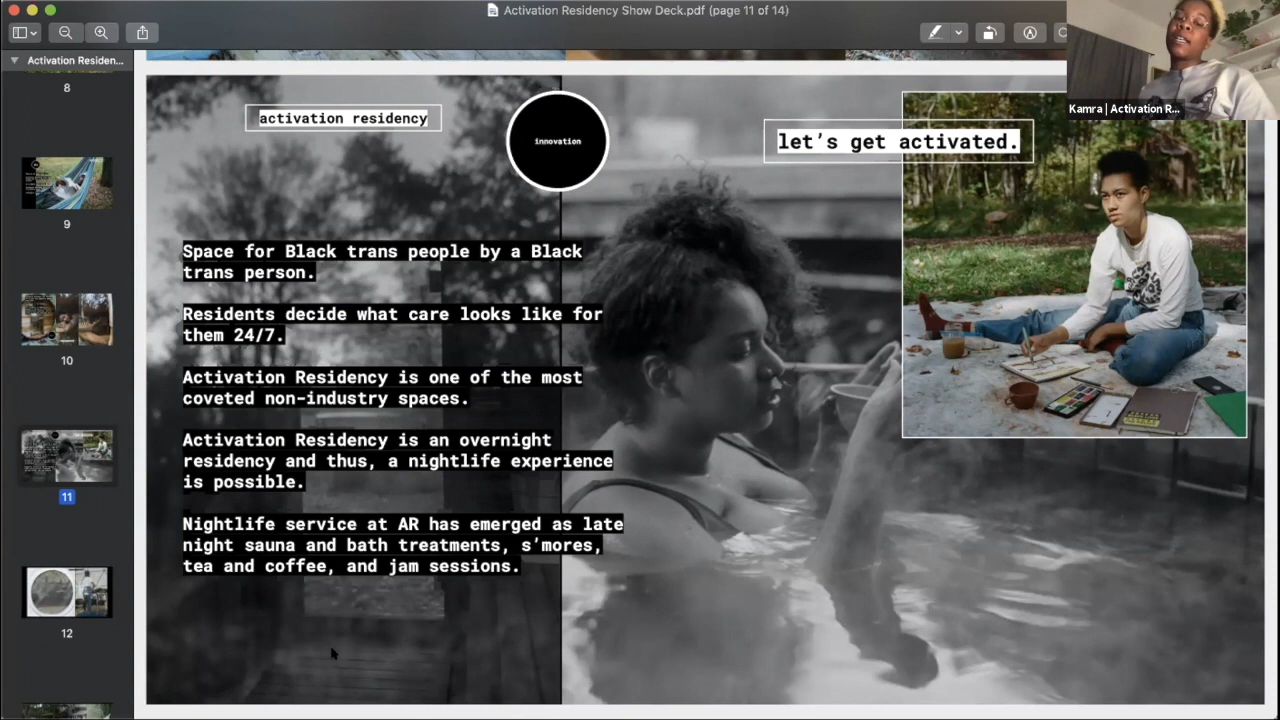 Activation Residency Show Deck.pdf (page 11 of 14)
Activation Residen...
8
9
10
11
12
Kamra | Activation R...
activation residency
innovation
let's get activated.
Space for Black trans people by a Black
trans person.
Residents decide what care looks like for
them 24/7.
Activation Residency is one of the most
coveted non-industry spaces.
Activation Residency is an overnight
residency and thus, a nightlife experience
is possible.
Nightlife service at AR has emerged as late
night sauna and bath treatments, s'mores,
tea and coffee, and jam sessions.